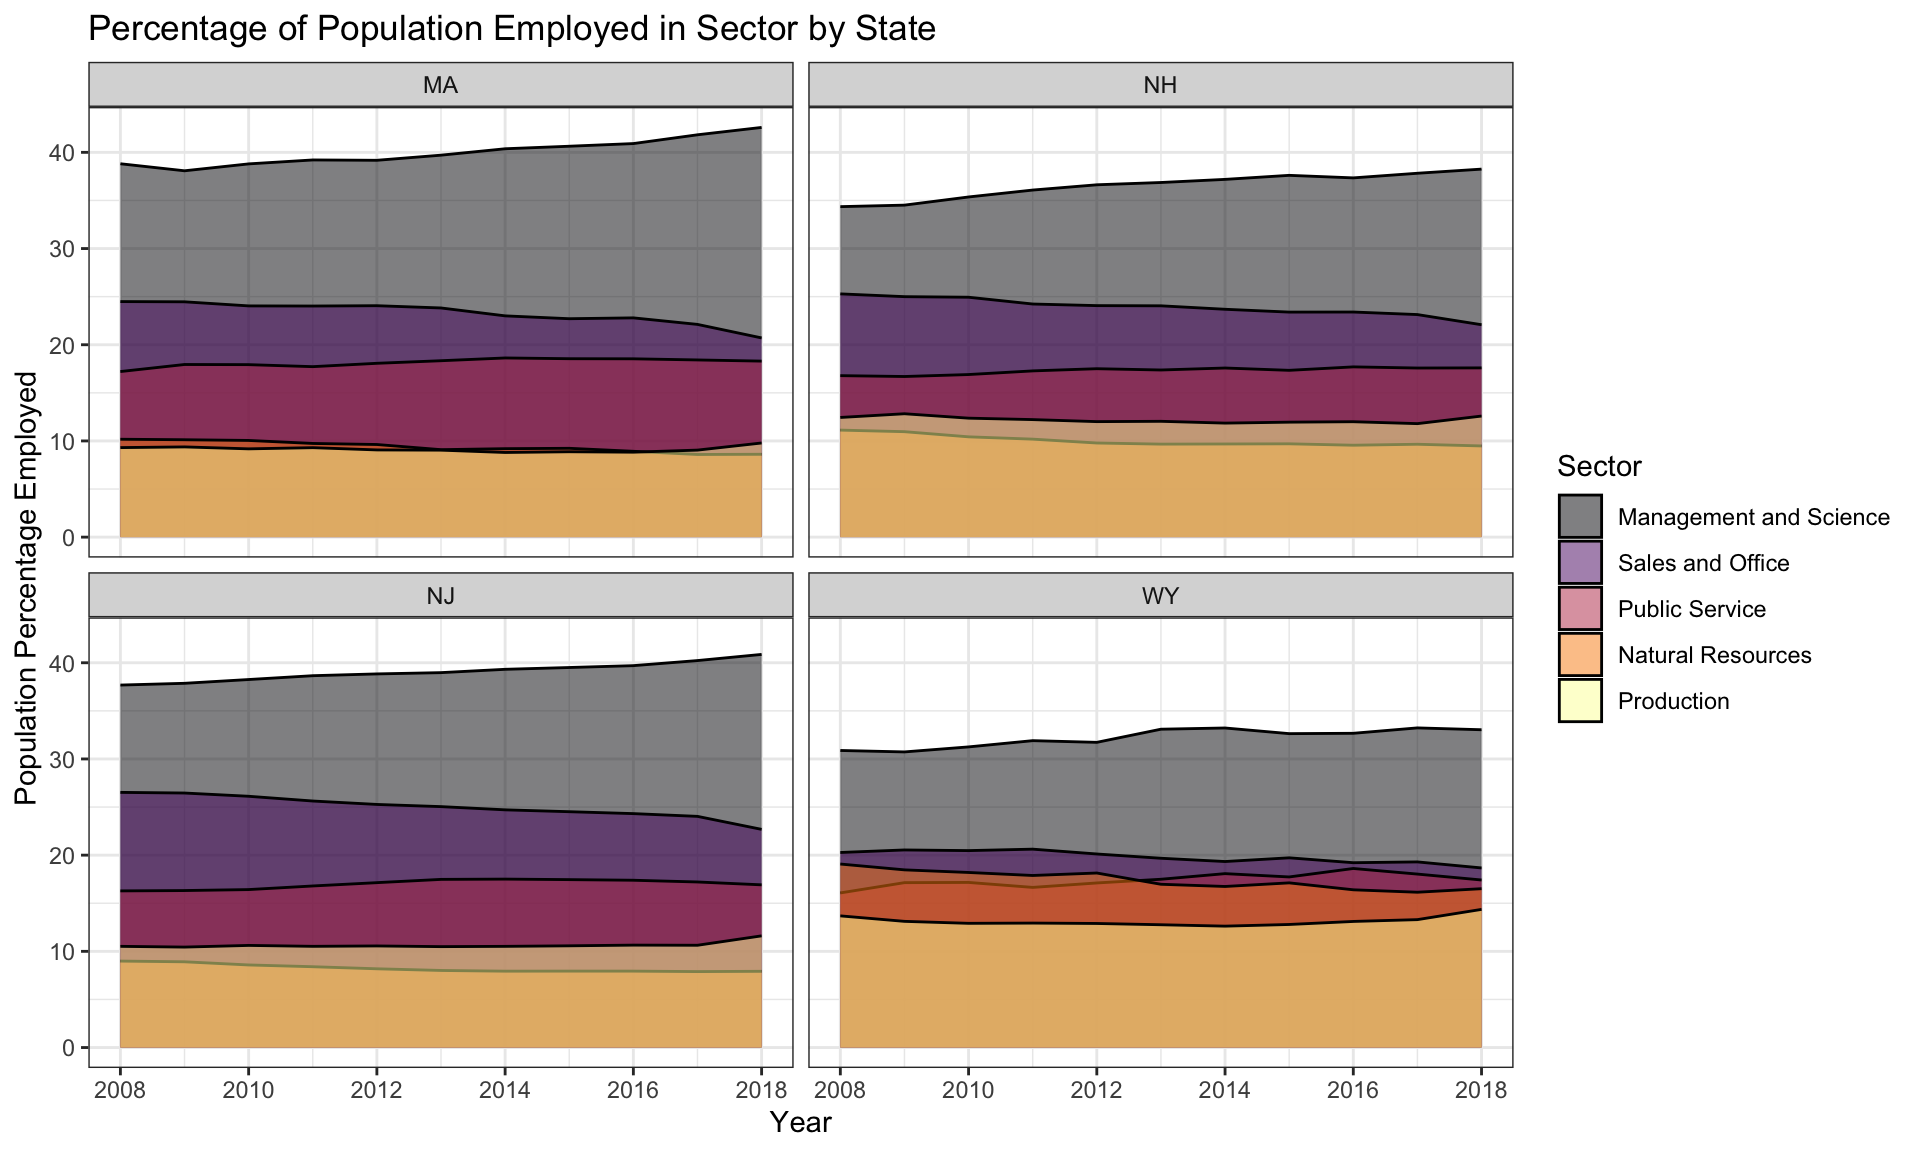 Percentage of Population Employed in Sector by State
MA
NH
40
30
20
10
0
NJ
WY
40
30
20
10
0
2008 2010 2012 2014 2016 2018
2008 2010 2012 2014 2016 2018
Year
Population Percentage Employed
Sector
Management and Science
Sales and Office
Public Service
Natural Resources
Production